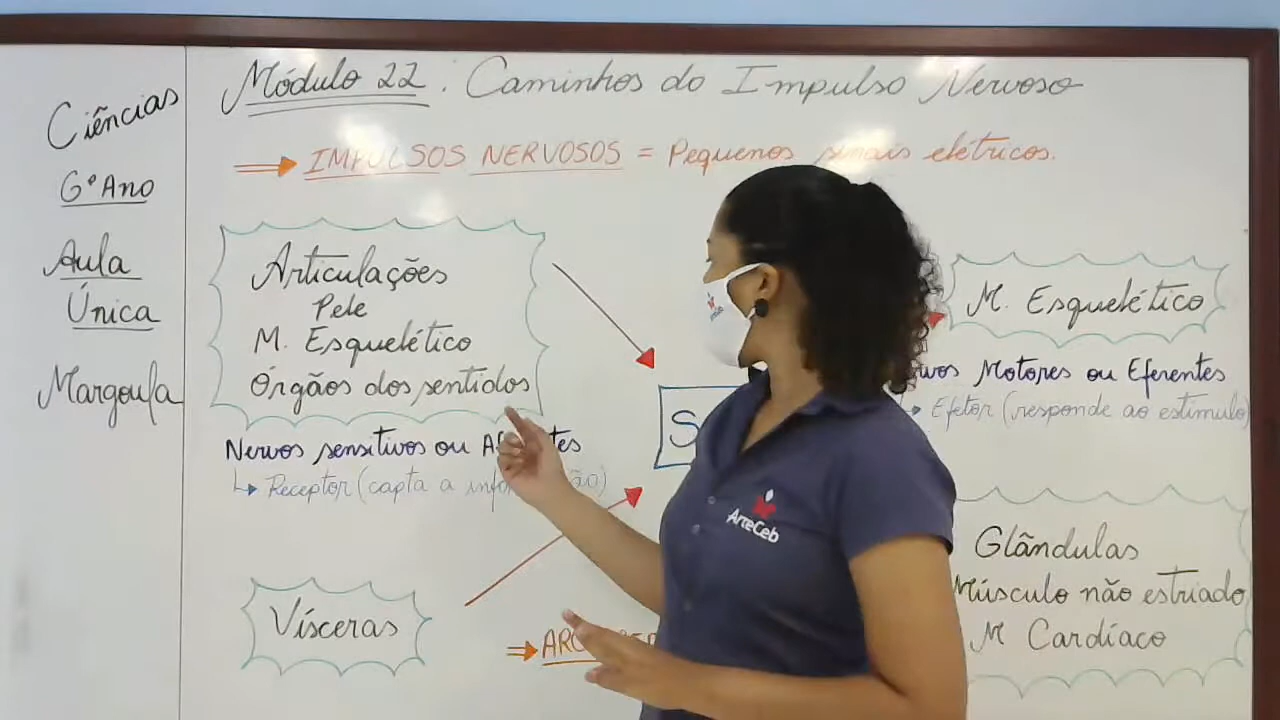 Ciências
6º Ano
Aula
Única
Margoula
Módulo 22 : Caminhos do Impulso Nervoso
IMPULSOS NERVOSOS = Pequenos sinais eletricos.
Articulações
Pele
M. Esquelético
Órgãos dos sentidos
Nervos sensitivos ou
Receptor (capta a
Vísceras
M. Esquelético
Motores ou Eferentes
Efetor (responde ao estímulo)
Glândulas
Músculo não estriado
M Cardíaco
ArteCeb